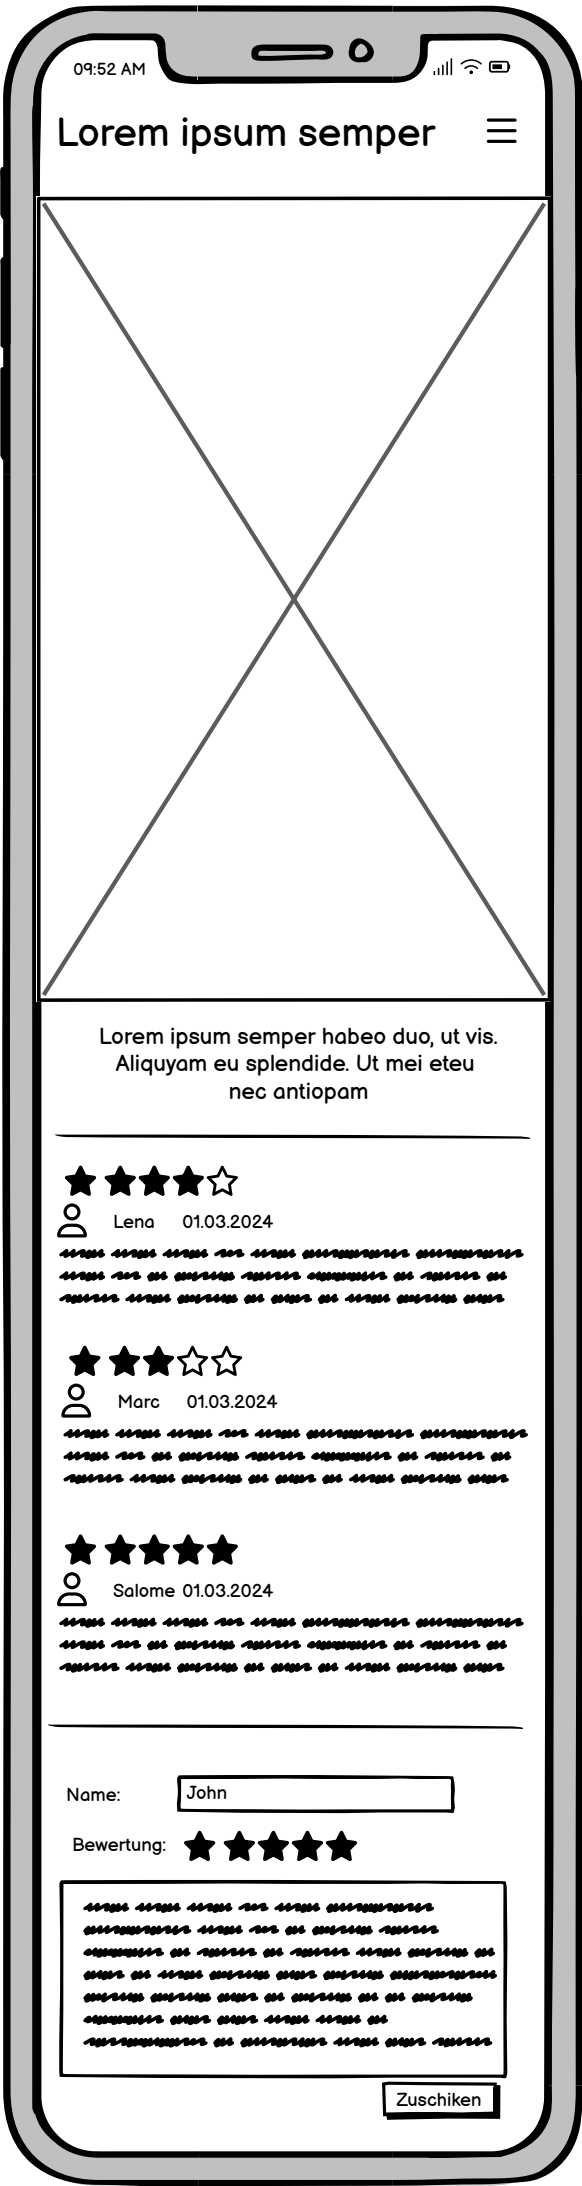 09:52 AM
Lorem ipsum semper
Lorem ipsum semper habeo duo, ut vis.
Aliquyam eu splendide. Ut mei eteu
nec antiopam
Lena 01.03.2024
Marc 01.03.2024
Salome 01.03.2024
Name: John
Bewertung:
Zuschiken